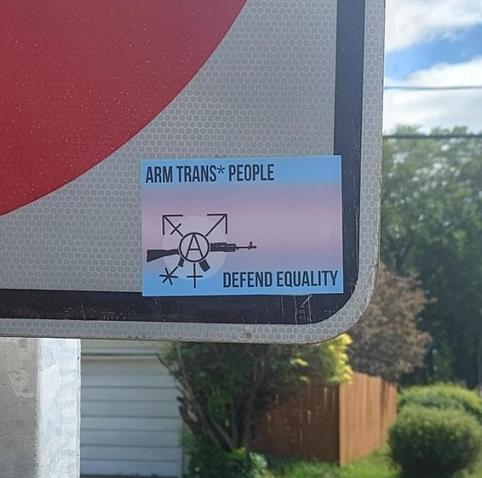 ARM TRANS* PEOPLE
A
DEFEND EQUALITY